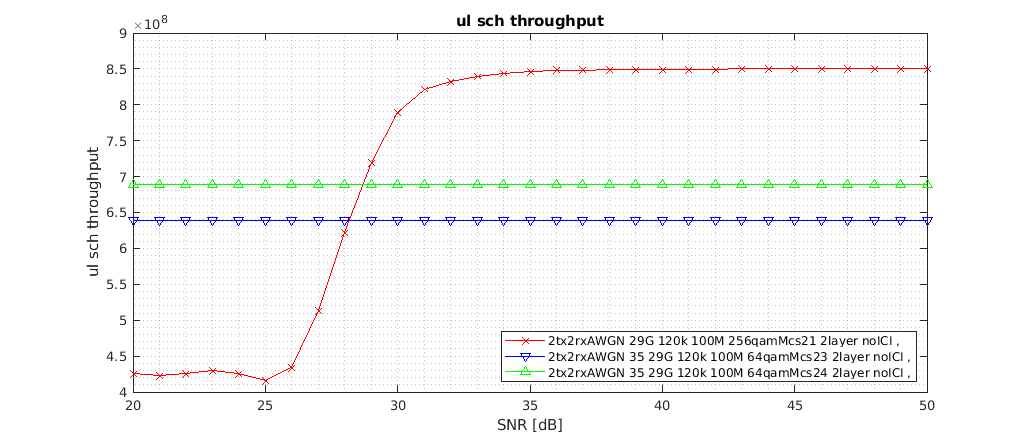 ul sch throughput
×10⁸
9
8.5
8
7.5
7
6.5
6
5.5
5
4.5
4
ul sch throughput
20 25 30 35 40 45 50
SNR [dB]
2tx2rxAWGN 29G 120k 100M 256qamMcs21 2layer noICI ,
2tx2rxAWGN 35 29G 120k 100M 64qamMcs23 2layer noICI ,
2tx2rxAWGN 35 29G 120k 100M 64qamMcs24 2layer noICI ,